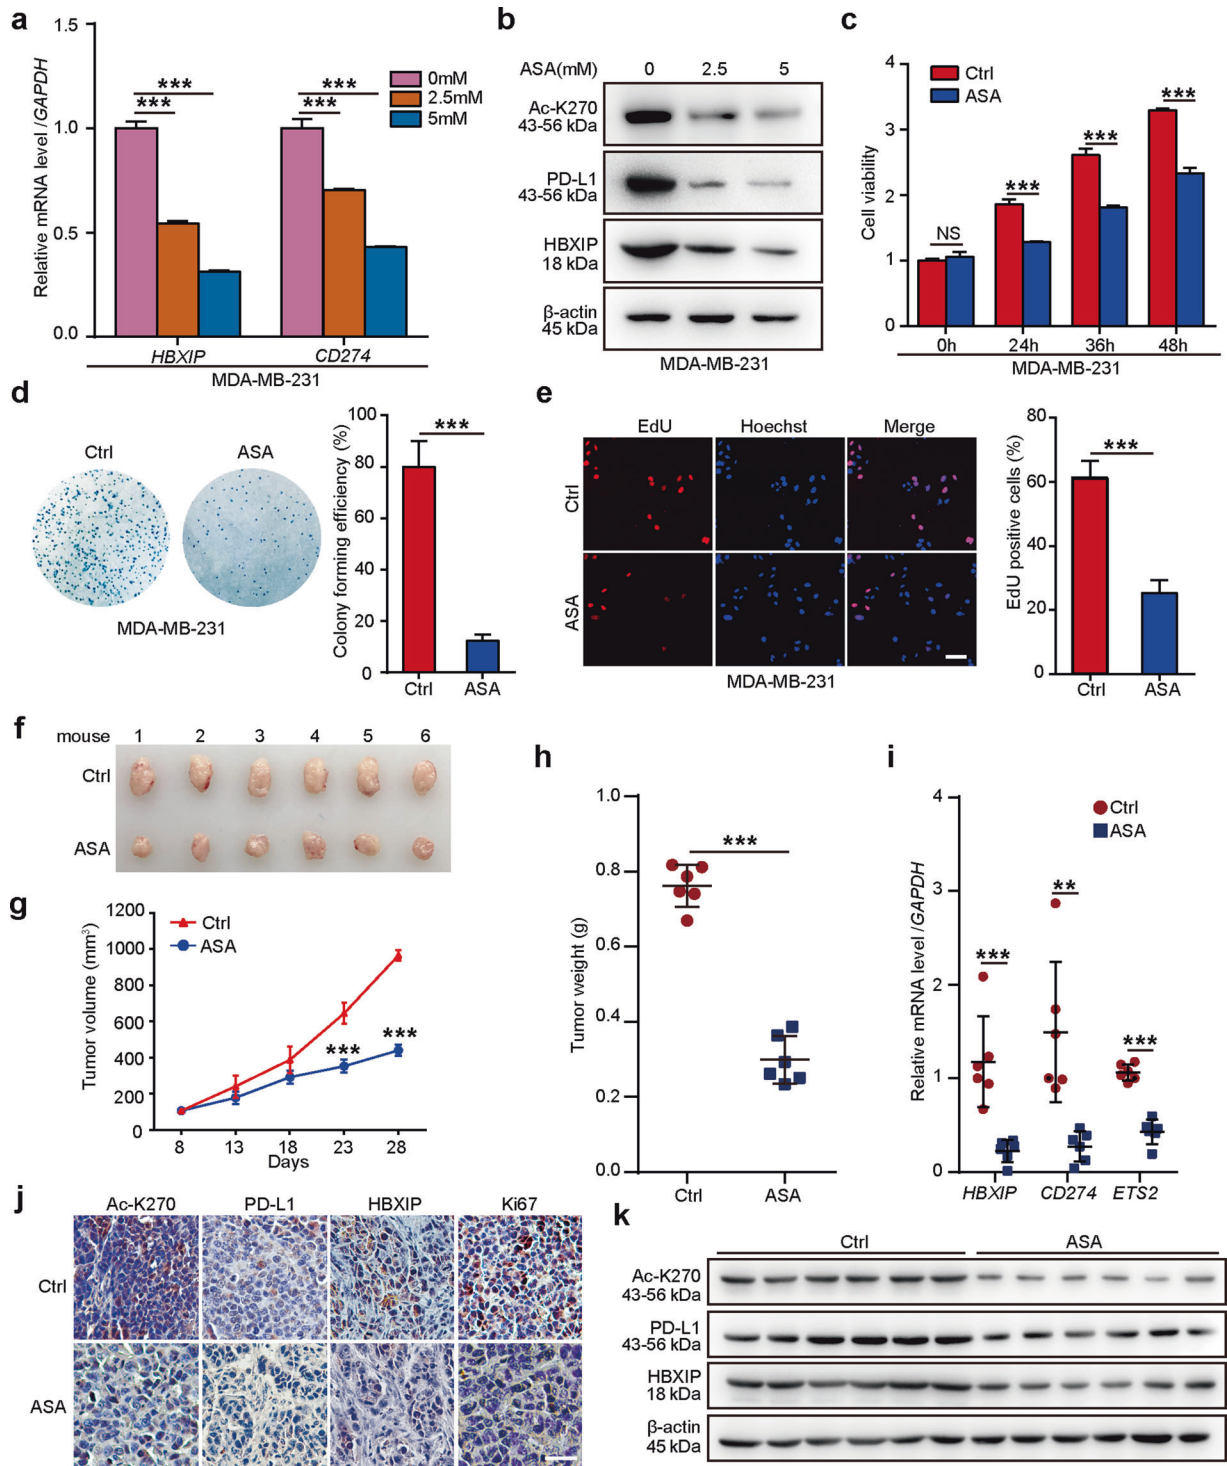 a
1.5
1.0
0.5
0.0
Relative mRNA level /GAPDH
***
***
***
***
0mM
2.5mM
5mM
HBXIP
CD274
MDA-MB-231
b
ASA(mM) 0 2.5 5
Ac-K270
43-56 kDa
PD-L1
43-56 kDa
HBXIP
18 kDa
β-actin
45 kDa
MDA-MB-231
c
Ctrl
ASA
4
3
2
1
0
Cell viability
NS
***
***
***
0h 24h 36h 48h
MDA-MB-231
d
Ctrl ASA
MDA-MB-231
100
80
60
40
20
0
Colony forming efficiency (%)
***
Ctrl ASA
e
EdU Hoechst Merge
Ctrl
ASA
MDA-MB-231
80
60
40
20
0
EdU positive cells (%)
***
Ctrl ASA
f
mouse 1 2 3 4 5 6
Ctrl
ASA
g
1200
1000
800
600
400
200
0
Tumor volume (mm³)
Ctrl
ASA
***
***
8 13 18 23 28
Days
h
1.0
0.8
0.6
0.4
0.2
0.0
Tumor weight (g)
***
Ctrl ASA
i
4
3
2
1
0
Relative mRNA level /GAPDH
Ctrl
ASA
***
**
***
HBXIP CD274 ETS2
j
Ac-K270 PD-L1 HBXIP Ki67
Ctrl
ASA
k
Ctrl ASA
Ac-K270
43-56 kDa
PD-L1
43-56 kDa
HBXIP
18 kDa
β-actin
45 kDa